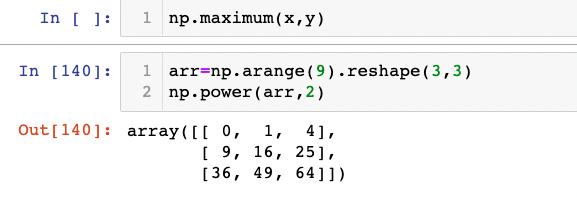 In [ ]: 1 np.maximum(x,y)
In [140]: 1 arr=np.arange(9).reshape(3,3)
2 np.power(arr,2)
Out[140]: array([[ 0,  1,  4],
[ 9, 16, 25],
[36, 49, 64]])